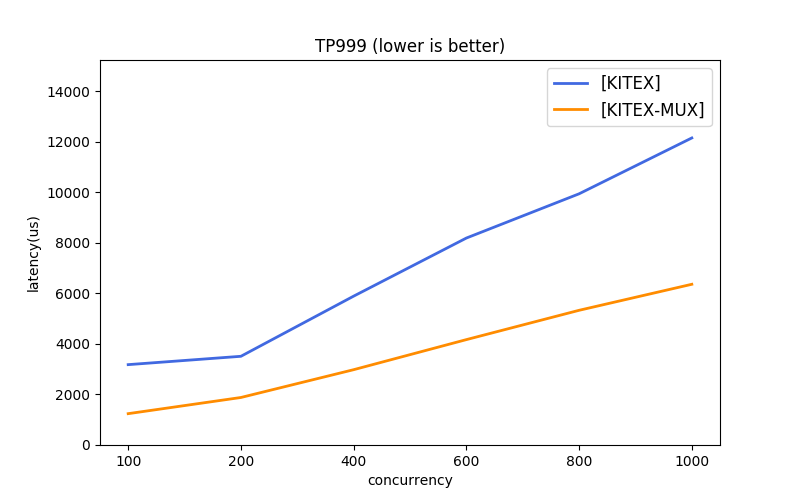 TP999 (lower is better)
[KITEX]
[KITEX-MUX]
14000
12000
10000
8000
6000
4000
2000
0
latency(us)
100 200 400 600 800 1000
concurrency